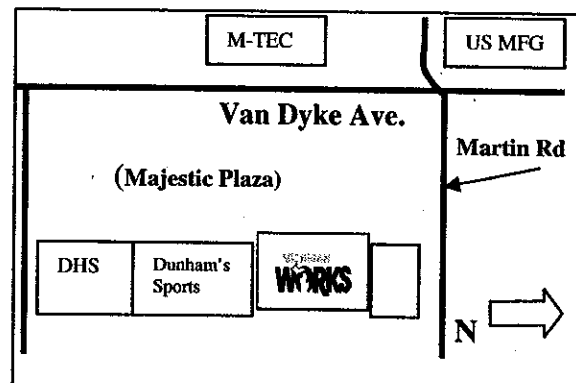 M-TEC
US MFG
Van Dyke Ave.
Martin Rd
(Majestic Plaza)
DHS
Dunham's
Sports
WORKS
N